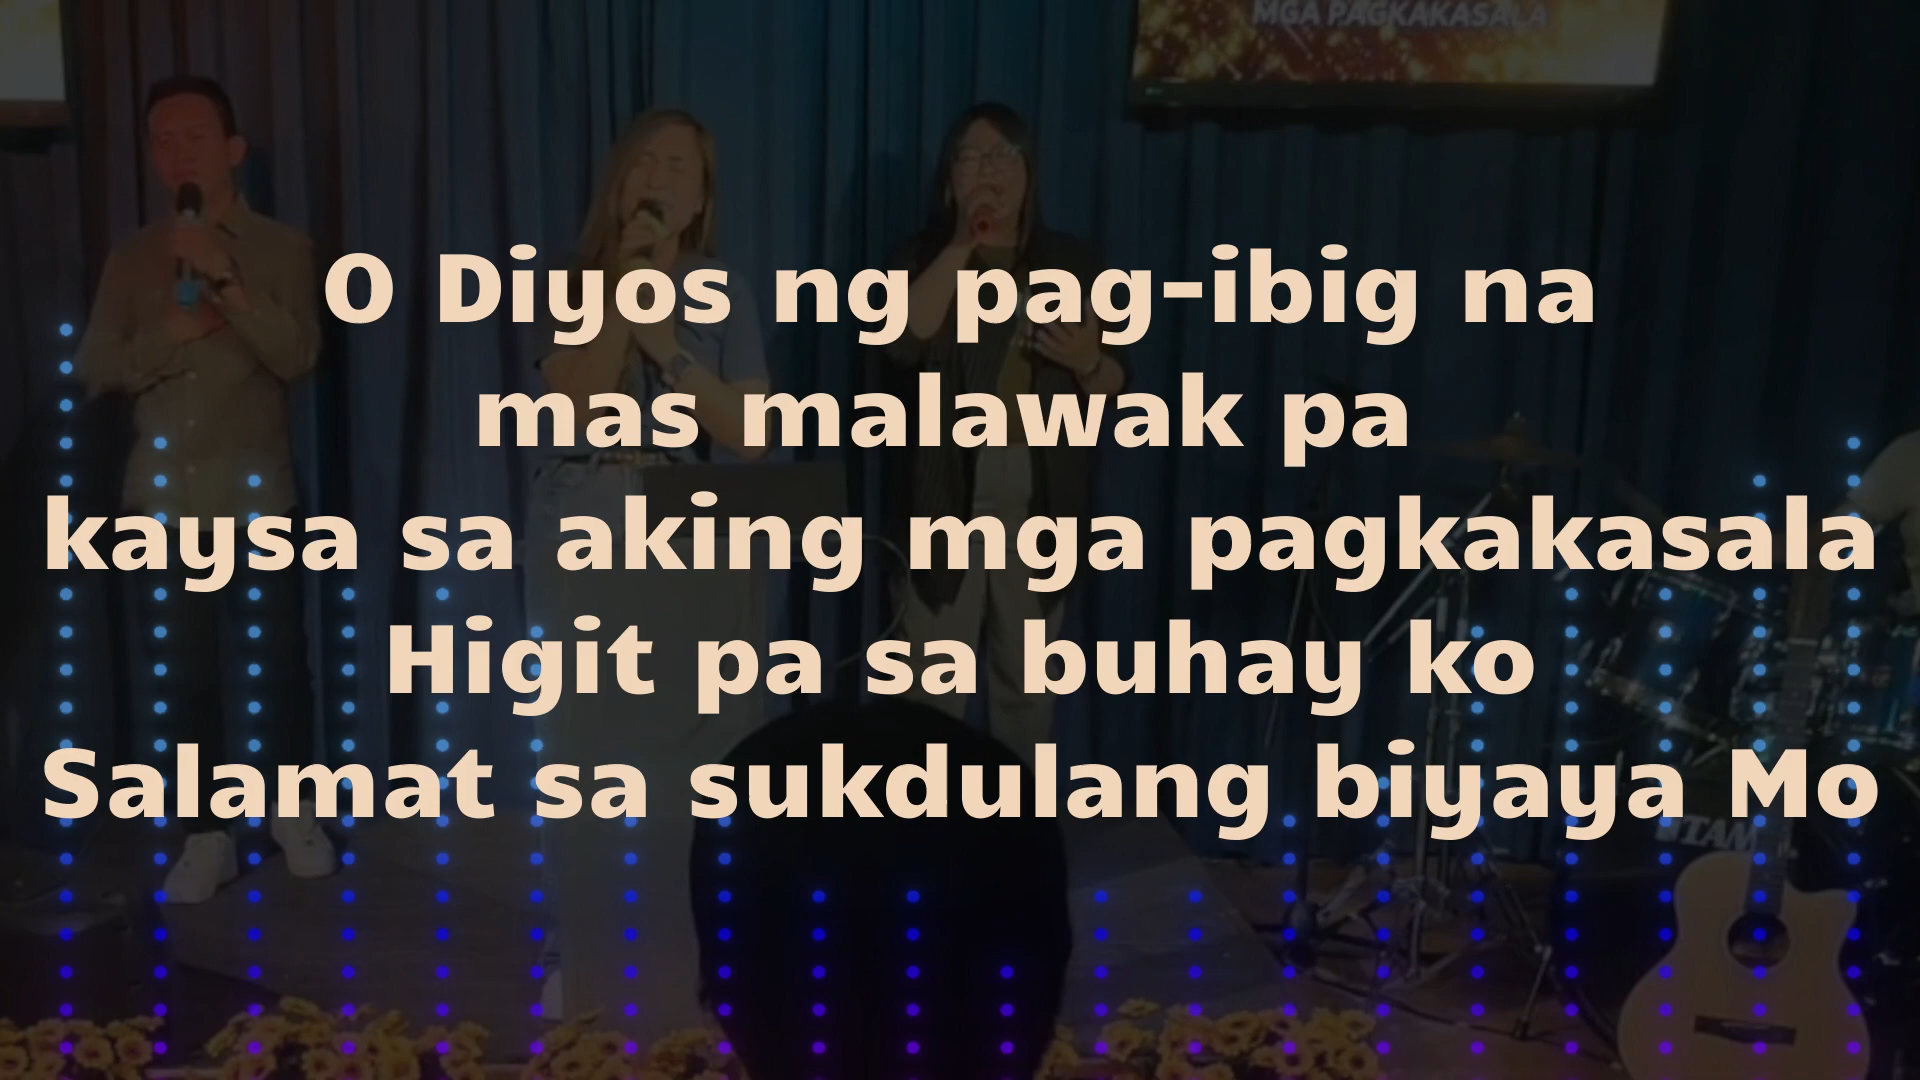 MGA PAGKAKASALA
O Diyos ng pag-ibig na
mas malawak pa
kaysa sa aking mga pagkakasala
Higit pa sa buhay ko
Salamat sa sukdulang biyaya Mo
TAMA